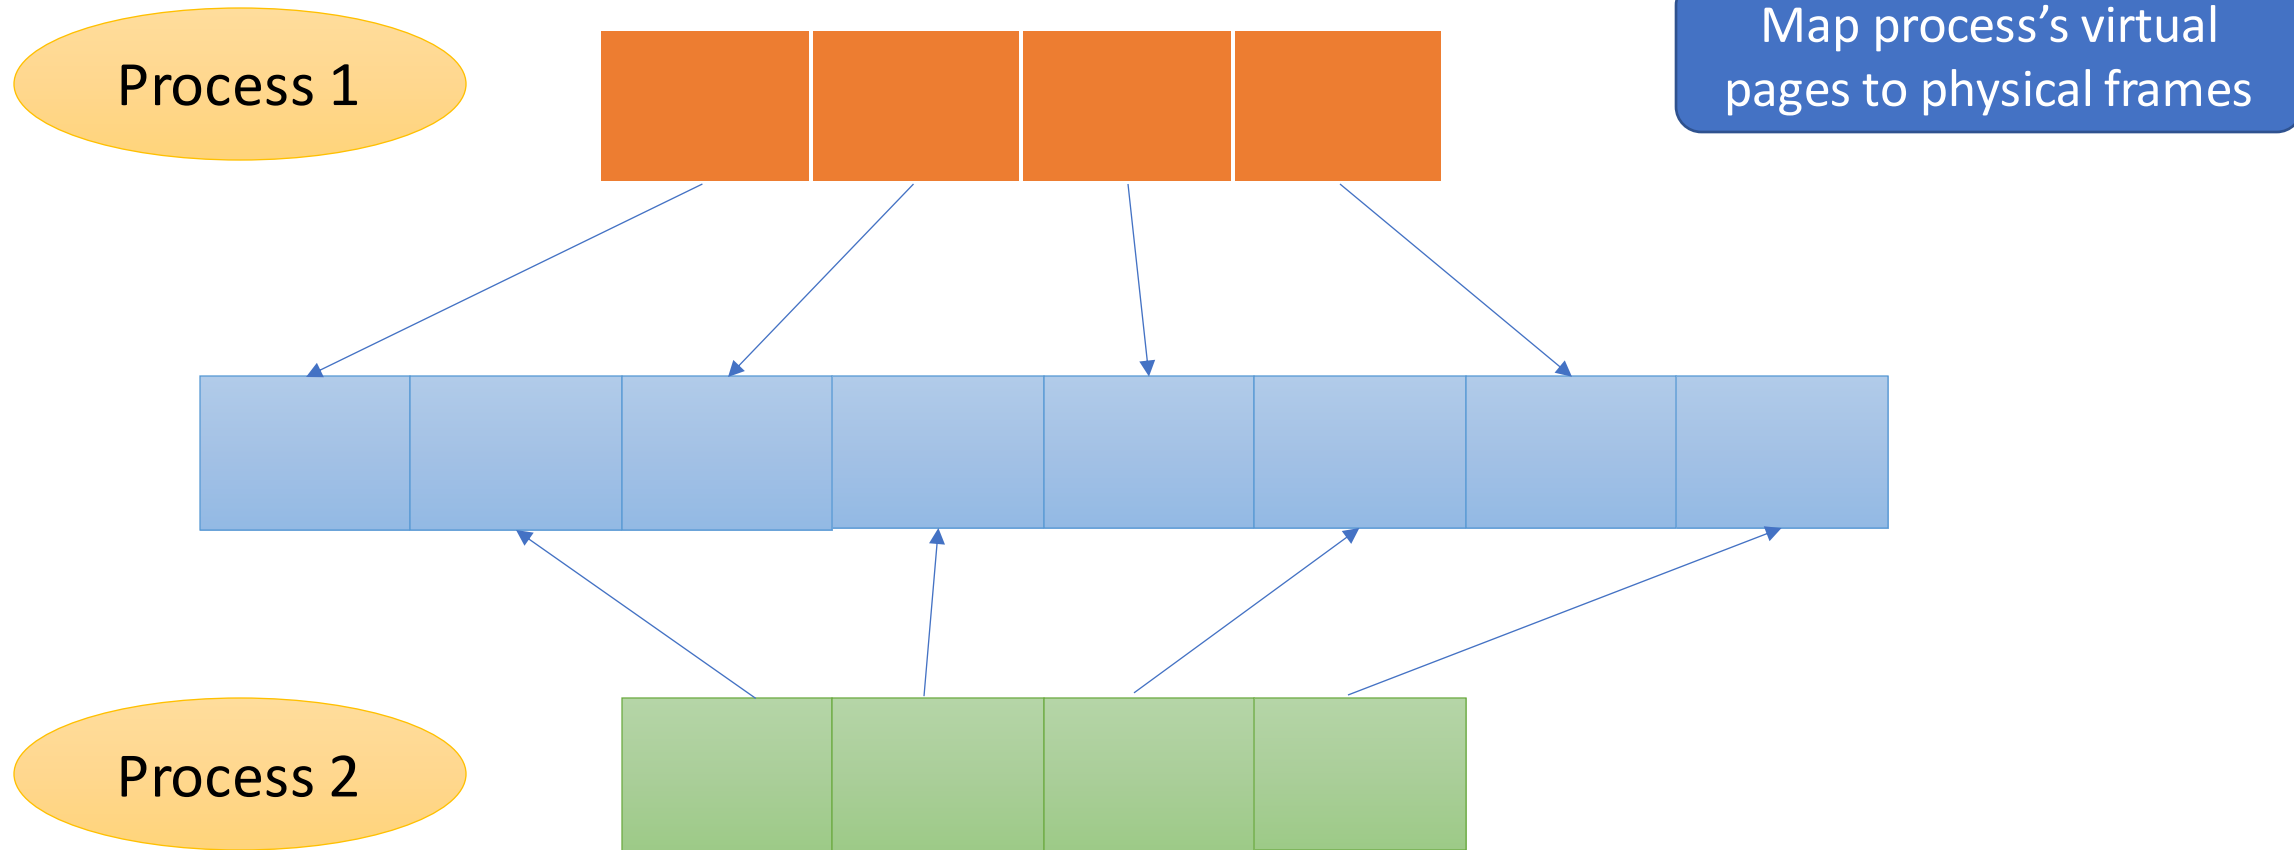 Process 1
Map process’s virtual
pages to physical frames
Process 2